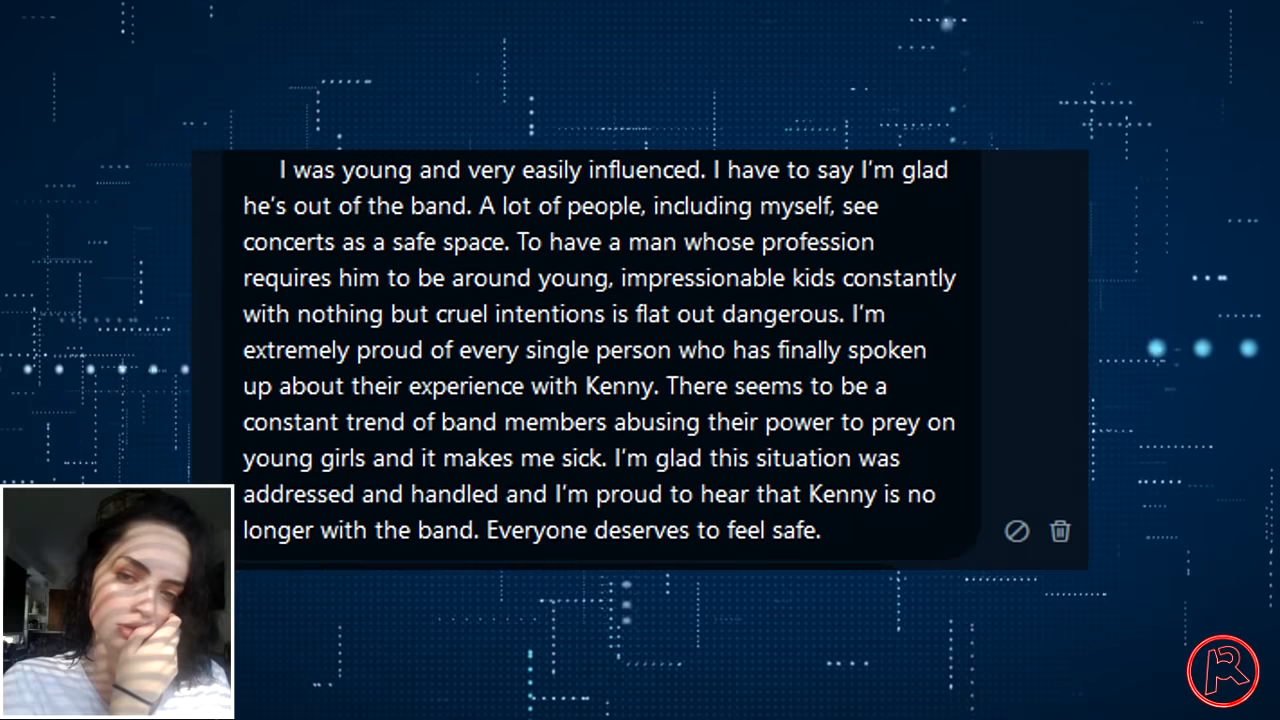 I was young and very easily influenced. I have to say I'm glad
he's out of the band. A lot of people, including myself, see
concerts as a safe space. To have a man whose profession
requires him to be around young, impressionable kids constantly
with nothing but cruel intentions is flat out dangerous. I'm
extremely proud of every single person who has finally spoken
up about their experience with Kenny. There seems to be a
constant trend of band members abusing their power to prey on
young girls and it makes me sick. I'm glad this situation was
addressed and handled and I'm proud to hear that Kenny is no
longer with the band. Everyone deserves to feel safe.